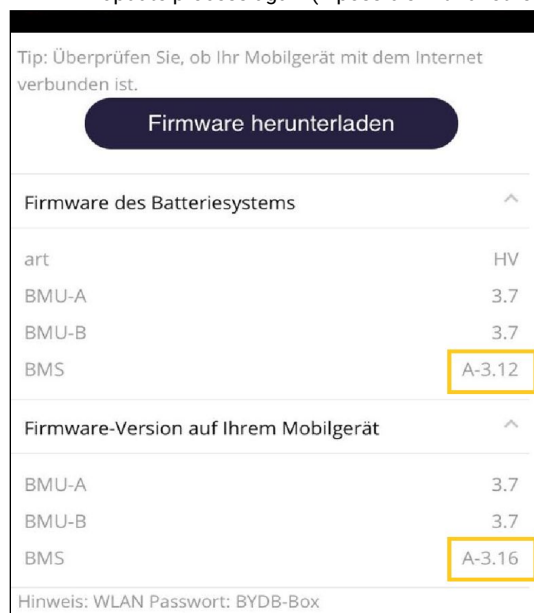 Tip: Überprüfen Sie, ob Ihr Mobilgerät mit dem Internet
verbunden ist.
Firmware herunterladen
Firmware des Batteriesystems
art HV
BMU-A 3.7
BMU-B 3.7
BMS A-3.12
Firmware-Version auf Ihrem Mobilgerät
BMU-A 3.7
BMU-B 3.7
BMS A-3.16
Hinweis: WLAN Passwort: BYDB-Box